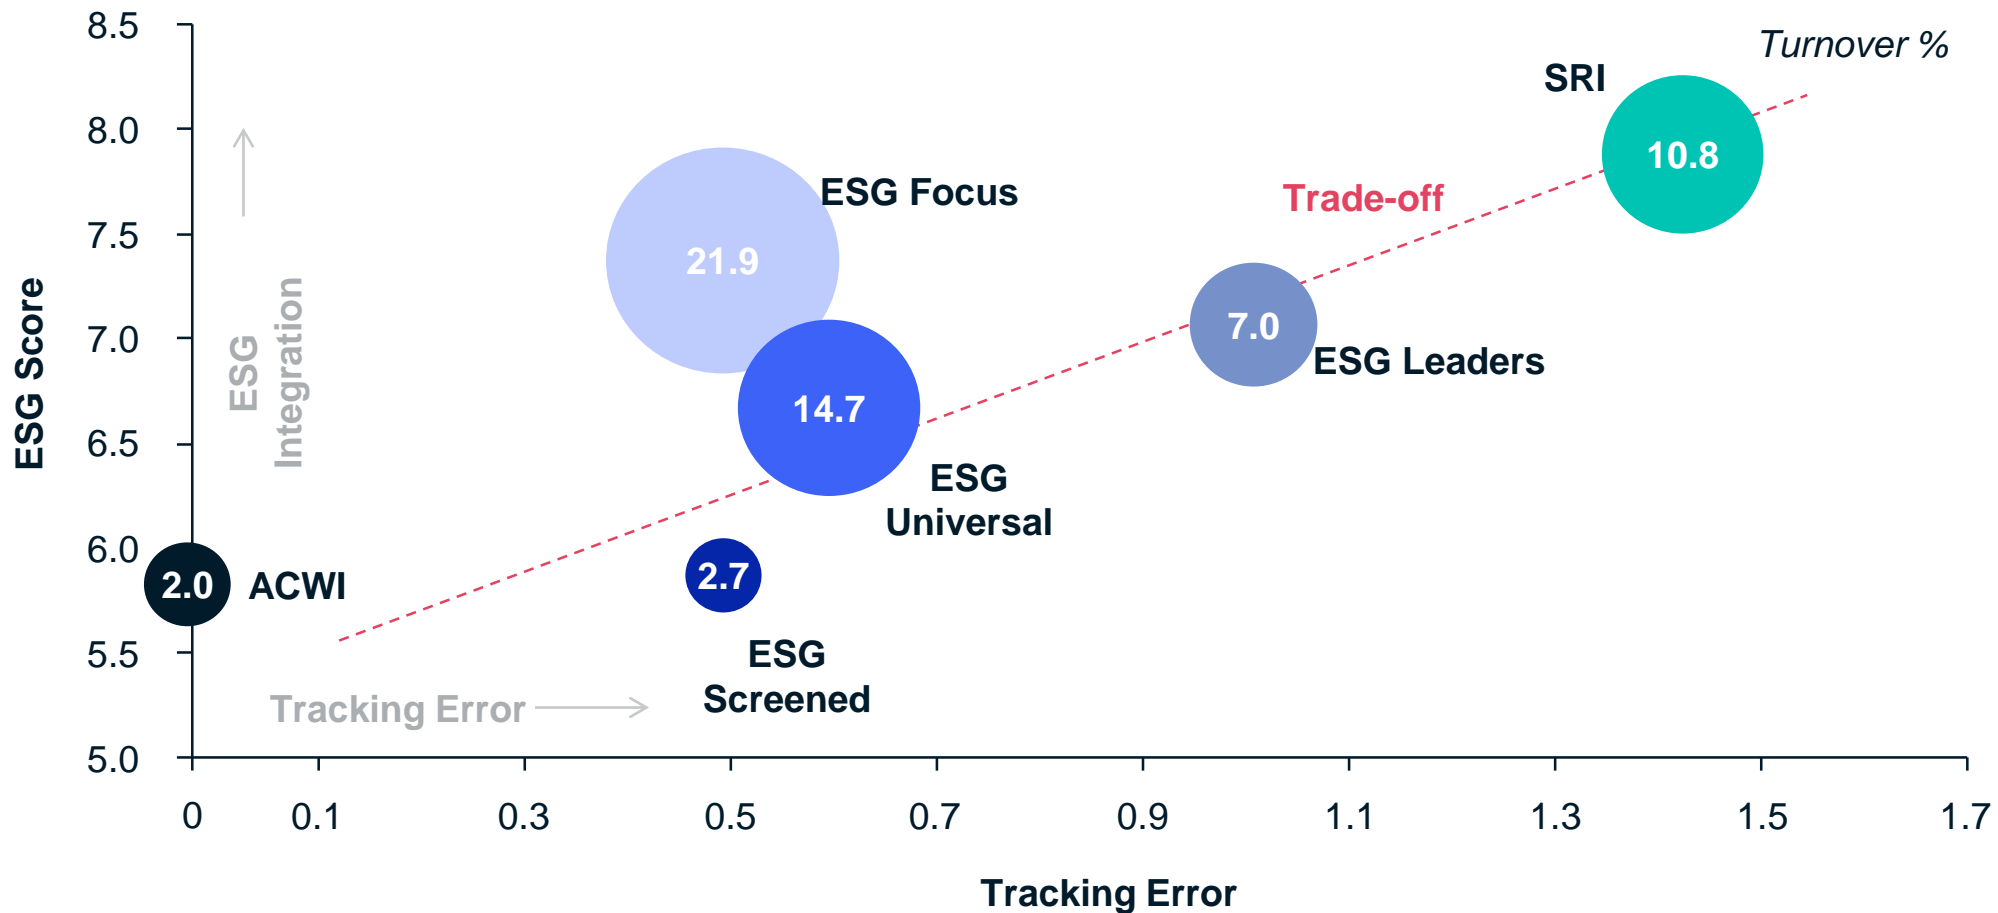 8.5
Turnover %
SRI
8.0
10.8
ESG Focus
Trade-off
7.5
21.9
7.0
7.0
ESG Leaders
14.7
ESG Score
ESG
Integration
6.5
ESG
Universal
6.0
2.0
ACWI
2.7
5.5
ESG
Screened
Tracking Error
5.0
0
0.1
0.3
0.5
0.7
0.9
1.1
1.3
1.5
1.7
Tracking Error